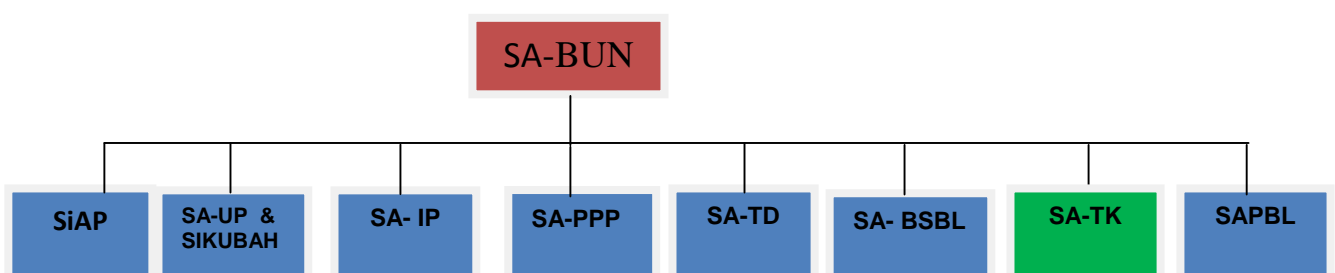 SA-BUN
SiAP
SA-UP &
SIKUBAH
SA- IP
SA-PPP
SA-TD
SA- BSBL
SA-TK
SAPBL